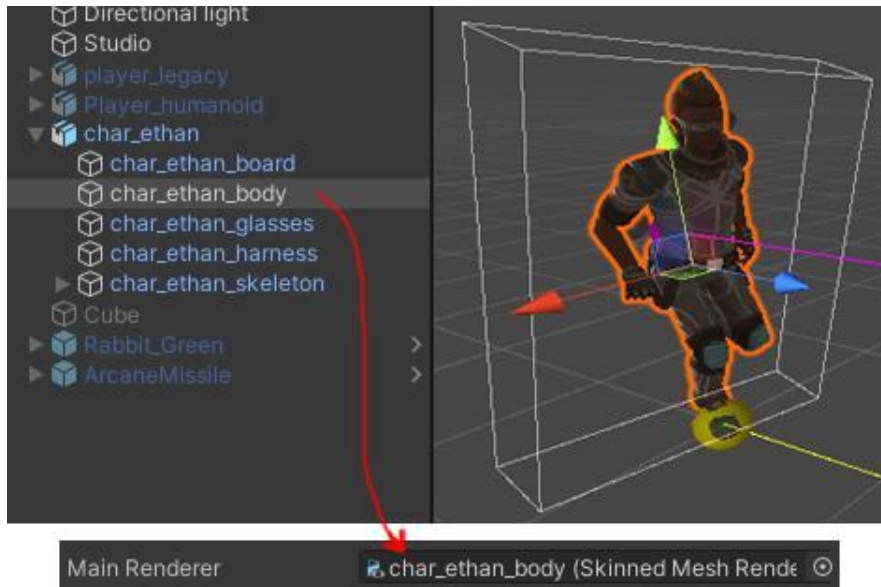 Directional light
Studio
player_legacy
Player_humanoid
char_ethan
char_ethan_board
char_ethan_body
char_ethan_glasses
char_ethan_harness
char_ethan_skeleton
Cube
Rabbit_Green
ArcaneMissile
Main Renderer char_ethan_body (Skinned Mesh Rende